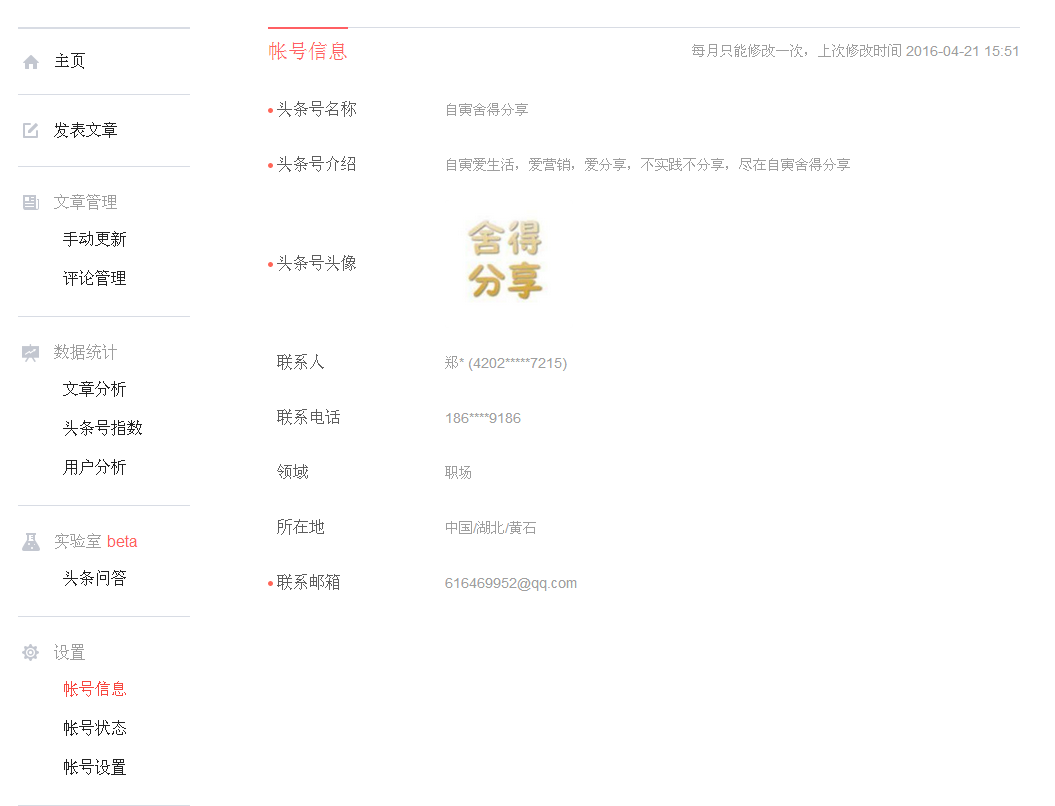 主页
发表文章
文章管理
手动更新
评论管理
数据统计
文章分析
头条号指数
用户分析
实验室 beta
头条问答
设置
帐号信息
帐号状态
帐号设置
帐号信息
每月只能修改一次，上次修改时间 2016-04-21 15:51
头条号名称 自寅舍得分享
头条号介绍 自寅爱生活，爱营销，爱分享，不实践不分享，尽在自寅舍得分享
头条号头像
舍得
分享
联系人 郑* (4202*****7215)
联系电话 186****9186
领域 职场
所在地 中国/湖北/黄石
联系邮箱 616469952@qq.com